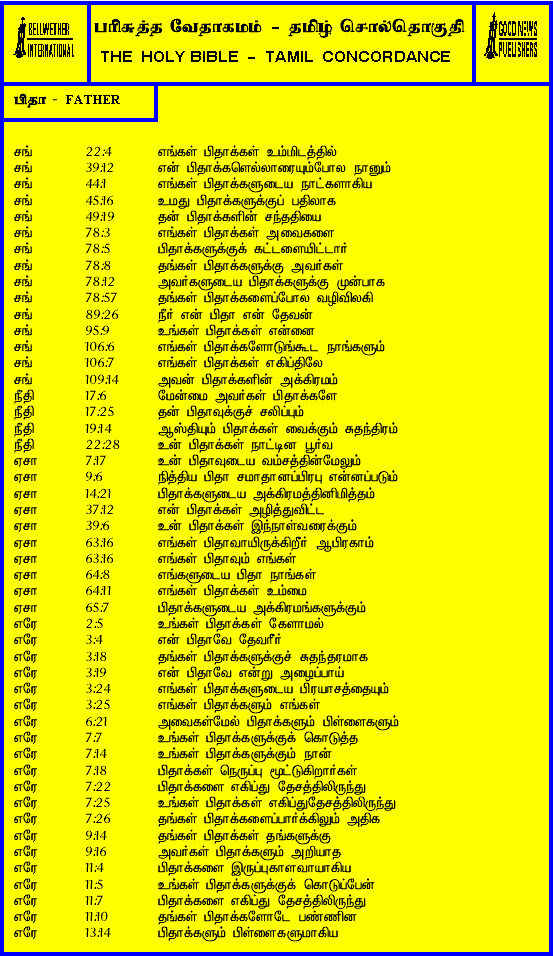 BELLWETHER
INTERNATIONAL
பரிசுத்த வேதாகமம் - தமிழ் சொல்தொகுதி
THE HOLY BIBLE - TAMIL CONCORDANCE
GOOD NEWS
PUBLISHERS
பிதா - FATHER
சங் 22:4 எங்கள் பிதாக்கள் உம்மிடத்தில்
சங் 39:12 என் பிதாக்களெல்லாரையும்போல நானும்
சங் 44:1 எங்கள் பிதாக்களுடைய நாட்களாகிய
சங் 45:16 உமது பிதாக்களுக்குப் பதிலாக
சங் 49:19 தன் பிதாக்களின் சந்ததியை
சங் 78:3 எங்கள் பிதாக்கள் அவைகளை
சங் 78:5 பிதாக்களுக்குக் கட்டளையிட்டார்
சங் 78:8 தங்கள் பிதாக்களுக்கு அவர்கள்
சங் 78:12 அவர்களுடைய பிதாக்களுக்கு முன்பாக
சங் 78:57 தங்கள் பிதாக்களைப்போல வழிவிலகி
சங் 89:26 நீர் என் பிதா என் தேவன்
சங் 95:9 உங்கள் பிதாக்கள் என்னை
சங் 106:6 எங்கள் பிதாக்களோடுங்கூட நாங்களும்
சங் 106:7 எங்கள் பிதாக்கள் எகிப்திலே
சங் 109:14 அவன் பிதாக்களின் அக்கிரமம்
நீதி 17:6 மேன்மை அவர்கள் பிதாக்களே
நீதி 17:25 தன் பிதாவுக்குச் சலிப்பும்
நீதி 19:14 ஆஸ்தியும் பிதாக்கள் வைக்கும் சுதந்திரம்
நீதி 22:28 உன் பிதாக்கள் நாட்டின பூர்வ
ஏசா 7:17 உன் பிதாவுடைய வம்சத்தின்மேலும்
ஏசா 9:6 நித்திய பிதா சமாதானப்பிரபு என்னப்படும்
ஏசா 14:21 பிதாக்களுடைய அக்கிரமத்தினிமித்தம்
ஏசா 37:12 என் பிதாக்கள் அழித்துவிட்ட
ஏசா 39:6 உன் பிதாக்கள் இந்நாள்வரைக்கும்
ஏசா 63:16 எங்கள் பிதாவாயிருக்கிறீர் ஆபிரகாம்
ஏசா 63:16 எங்கள் பிதாவும் எங்கள்
ஏசா 64:8 எங்களுடைய பிதா நாங்கள்
ஏசா 64:11 எங்கள் பிதாக்கள் உம்மை
ஏசா 65:7 பிதாக்களுடைய அக்கிரமங்களுக்கும்
எரே 2:5 உங்கள் பிதாக்கள் கேளாமல்
எரே 3:4 என் பிதாவே தேவரீர்
எரே 3:18 தங்கள் பிதாக்களுக்குச் சுதந்தரமாக
எரே 3:19 என் பிதாவே என்று அழைப்பாய்
எரே 3:24 எங்கள் பிதாக்களுடைய பிரயாசத்தையும்
எரே 3:25 எங்கள் பிதாக்களும் எங்கள்
எரே 6:21 அவைகள்மேல் பிதாக்களும் பிள்ளைகளும்
எரே 7:7 உங்கள் பிதாக்களுக்குக் கொடுத்த
எரே 7:14 உங்கள் பிதாக்களுக்கும் நான்
எரே 7:18 பிதாக்கள் நெருப்பு மூட்டுகிறார்கள்
எரே 7:22 பிதாக்களை எகிப்து தேசத்திலிருந்து
எரே 7:25 உங்கள் பிதாக்கள் எகிப்துதேசத்திலிருந்து
எரே 7:26 தங்கள் பிதாக்களைப்பார்க்கிலும் அதிக
எரே 9:14 தங்கள் பிதாக்கள் தங்களுக்கு
எரே 9:16 அவர்கள் பிதாக்களும் அறியாத
எரே 11:4 பிதாக்களை இருப்புகாளவாயாகிய
எரே 11:5 உங்கள் பிதாக்களுக்குக் கொடுப்பேன்
எரே 11:7 பிதாக்களை எகிப்து தேசத்திலிருந்து
எரே 11:10 தங்கள் பிதாக்களோடே பண்ணின
எரே 13:14 பிதாக்களும் பிள்ளைகளுமாகிய